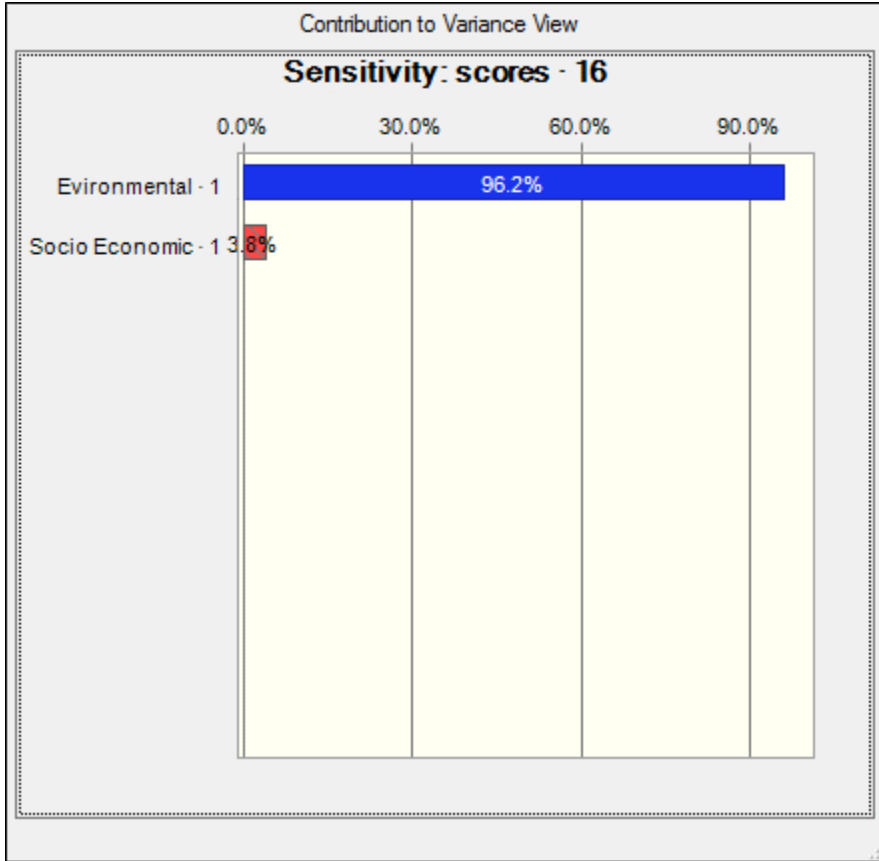 Contribution to Variance View
Sensitivity: scores - 16
0.0% 30.0% 60.0% 90.0%
Evironmental - 1 96.2%
Socio Economic - 1 3.8%